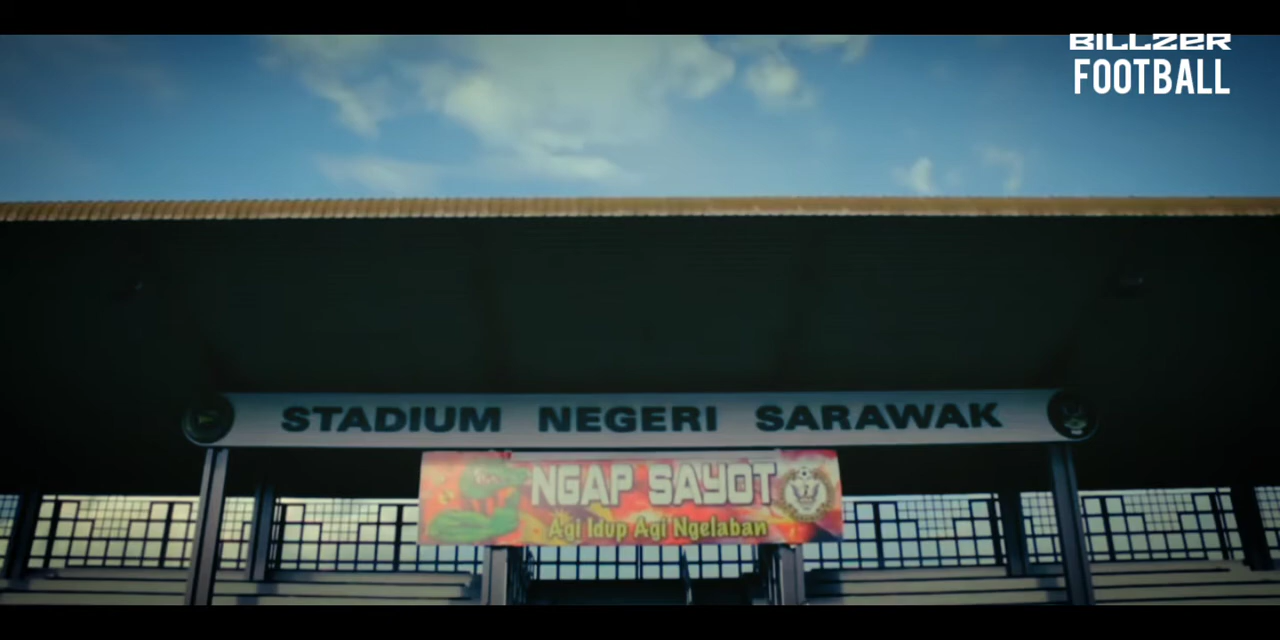 BILLZER
FOOTBALL
STADIUM NEGERI SARAWAK
NGAP SAYOT
Agi Idup Agi Ngelaban